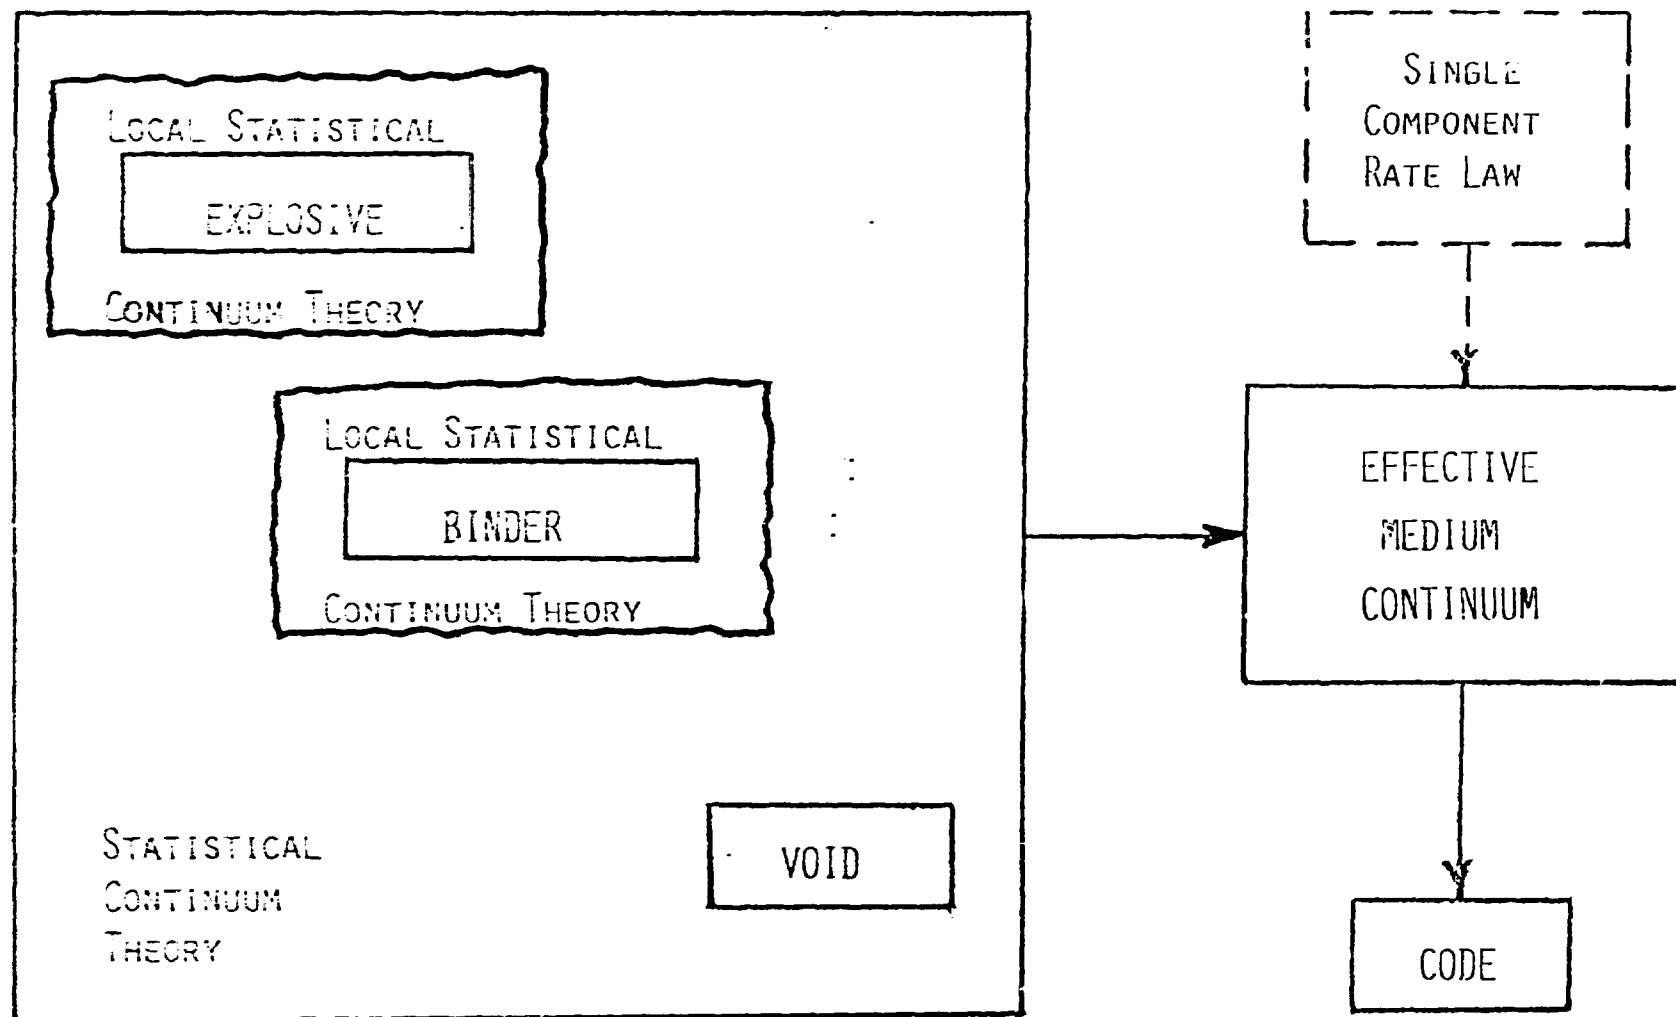 LOCAL STATISTICAL
EXPLOSIVE
CONTINUUM THEORY
LOCAL STATISTICAL
BINDER
CONTINUUM THEORY
STATISTICAL
CONTINUUM
THEORY
VOID
SINGLE
COMPONENT
RATE LAW
EFFECTIVE
MEDIUM
CONTINUUM
CODE